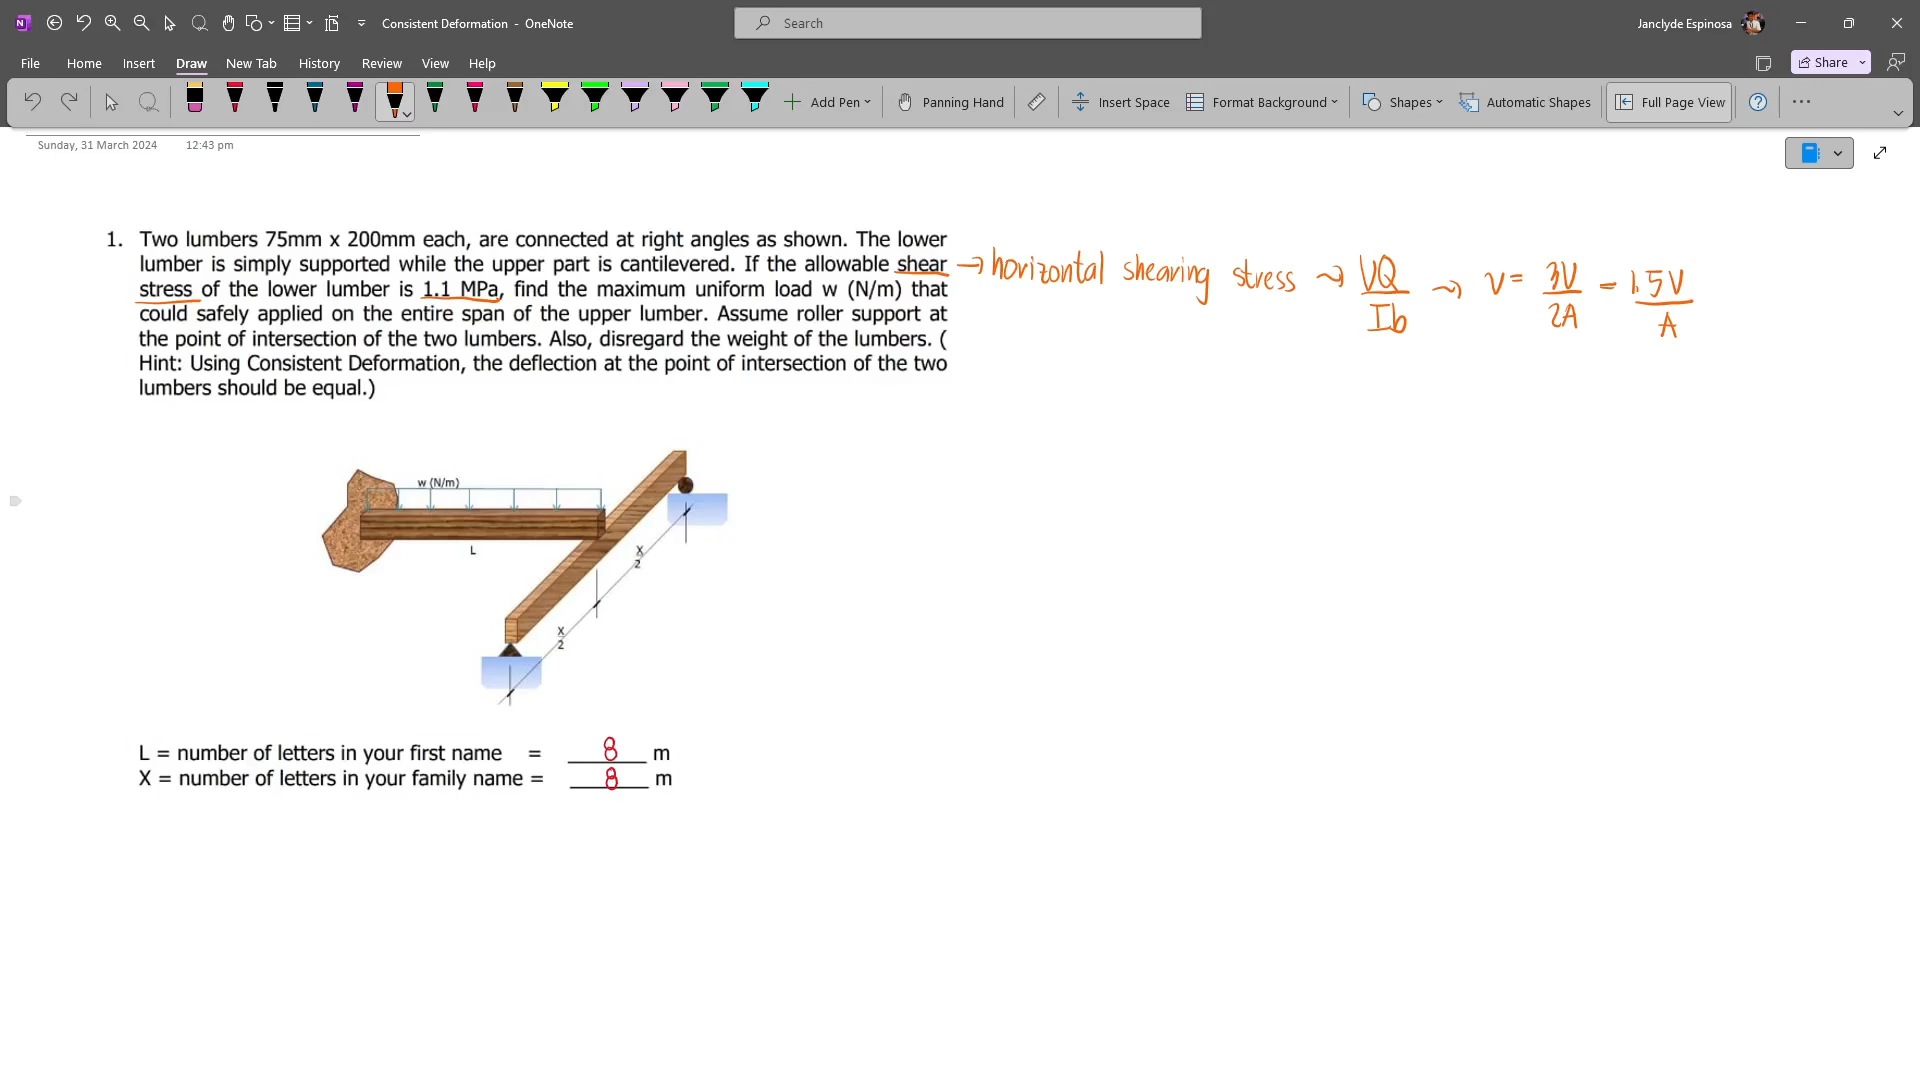 Consistent Deformation - OneNote
Search
Janclyde Espinosa
File Home Insert Draw New Tab History Review View Help
Share
Add Pen Panning Hand Insert Space Format Background Shapes Automatic Shapes Full Page View
Sunday, 31 March 2024 12:43 pm
1. Two lumbers 75mm x 200mm each, are connected at right angles as shown. The lower
lumber is simply supported while the upper part is cantilevered. If the allowable shear
stress of the lower lumber is 1.1 MPa, find the maximum uniform load w (N/m) that
could safely applied on the entire span of the upper lumber. Assume roller support at
the point of intersection of the two lumbers. Also, disregard the weight of the lumbers. (
Hint: Using Consistent Deformation, the deflection at the point of intersection of the two
lumbers should be equal.)
→ horizontal shearing stress → VQ/Ib → v = 3V/2A = 1.5V/A
w (N/m)
L
X/2
X/2
L = number of letters in your first name = 8 m
X = number of letters in your family name = 8 m